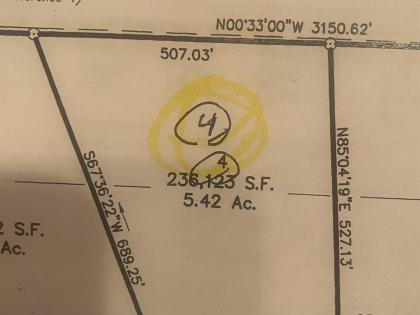 N00°33'00"W 3150.62'
507.03'
4
4
236,123 S.F.
5.42 Ac.
S67°36'22"W 689.25'
N85°04'19"E 527.13'
S.F.
Ac.